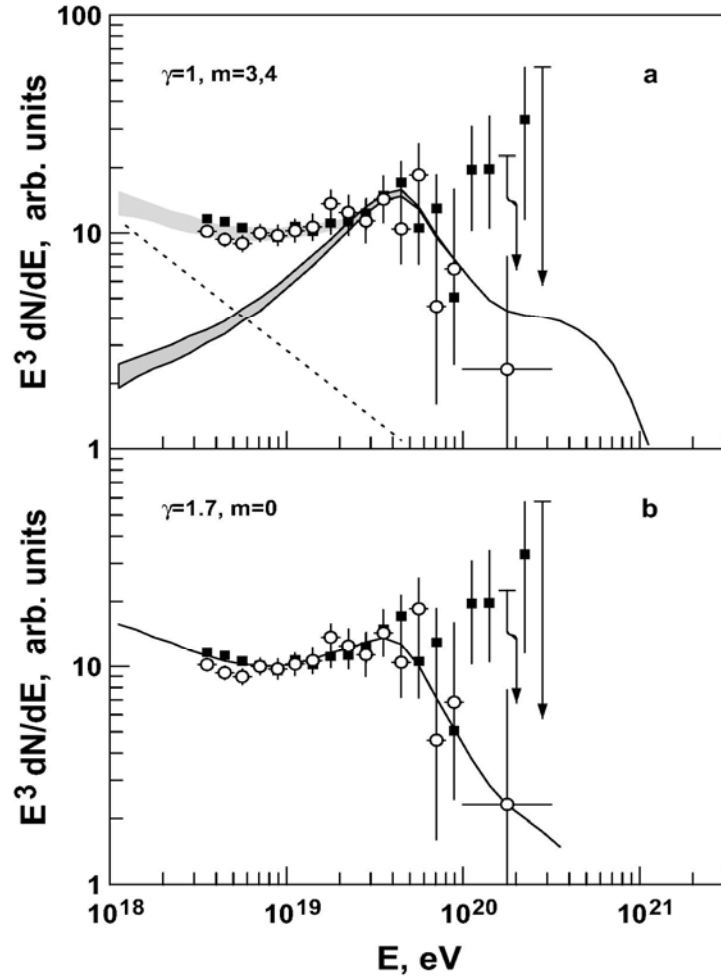 100
γ=1, m=3,4
a
10
E³ dN/dE, arb. units
1
γ=1.7, m=0
b
10
E³ dN/dE, arb. units
1
10¹⁸ 10¹⁹ 10²⁰ 10²¹
E, eV